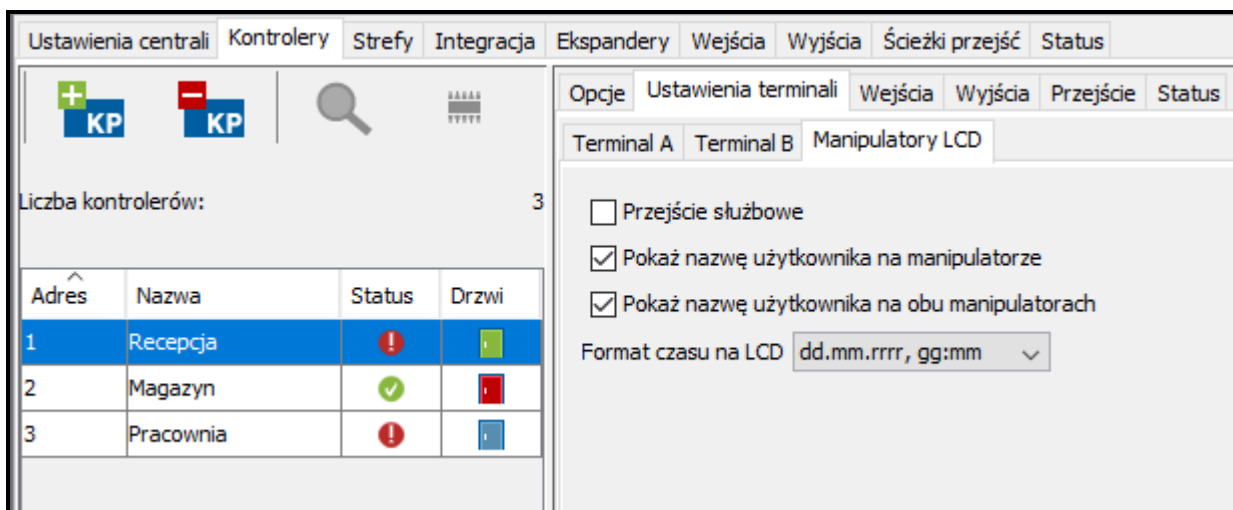 Ustawienia centrali Kontrolery Strefy Integracja Ekspandery Wejścia Wyjścia Ścieżki przejść Status
KP KP
Liczba kontrolerów: 3
Adres Nazwa Status Drzwi
1 Recepcja
2 Magazyn
3 Pracownia
Opcje Ustawienia terminali Wejścia Wyjścia Przejście Status
Terminal A Terminal B Manipulatory LCD
Przejście służbowe
Pokaż nazwę użytkownika na manipulatorze
Pokaż nazwę użytkownika na obu manipulatorach
Format czasu na LCD dd.mm.rrrr, gg:mm